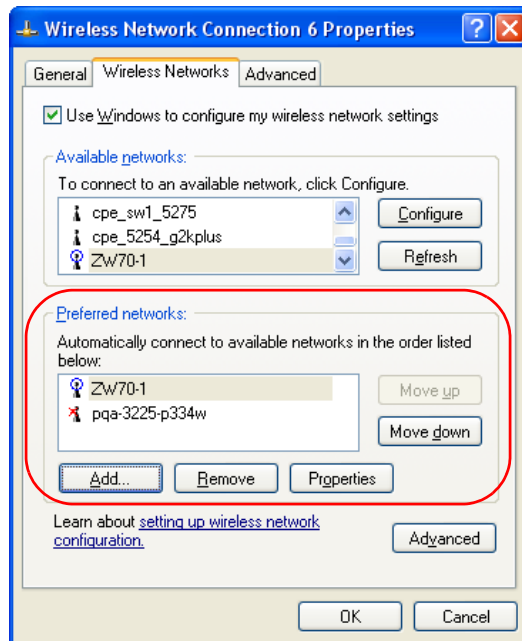 Wireless Network Connection 6 Properties
General Wireless Networks Advanced
Use Windows to configure my wireless network settings
Available networks:
To connect to an available network, click Configure.
cpe_sw1_5275
cpe_5254_g2kplus
ZW70-1
Configure
Refresh
Preferred networks:
Automatically connect to available networks in the order listed
below:
ZW70-1
pqa-3225-p334w
Move up
Move down
Add... Remove Properties
Learn about setting up wireless network
configuration.
Advanced
OK Cancel